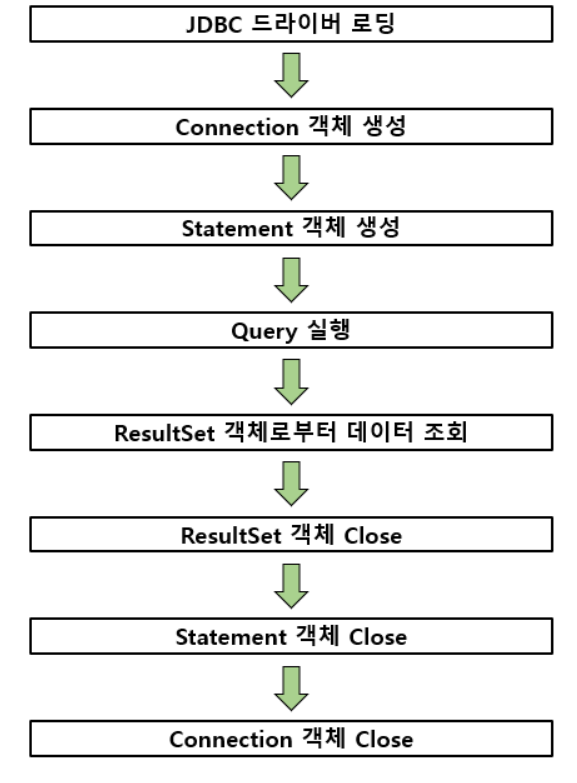 JDBC 드라이버 로딩
Connection 객체 생성
Statement 객체 생성
Query 실행
ResultSet 객체로부터 데이터 조회
ResultSet 객체 Close
Statement 객체 Close
Connection 객체 Close